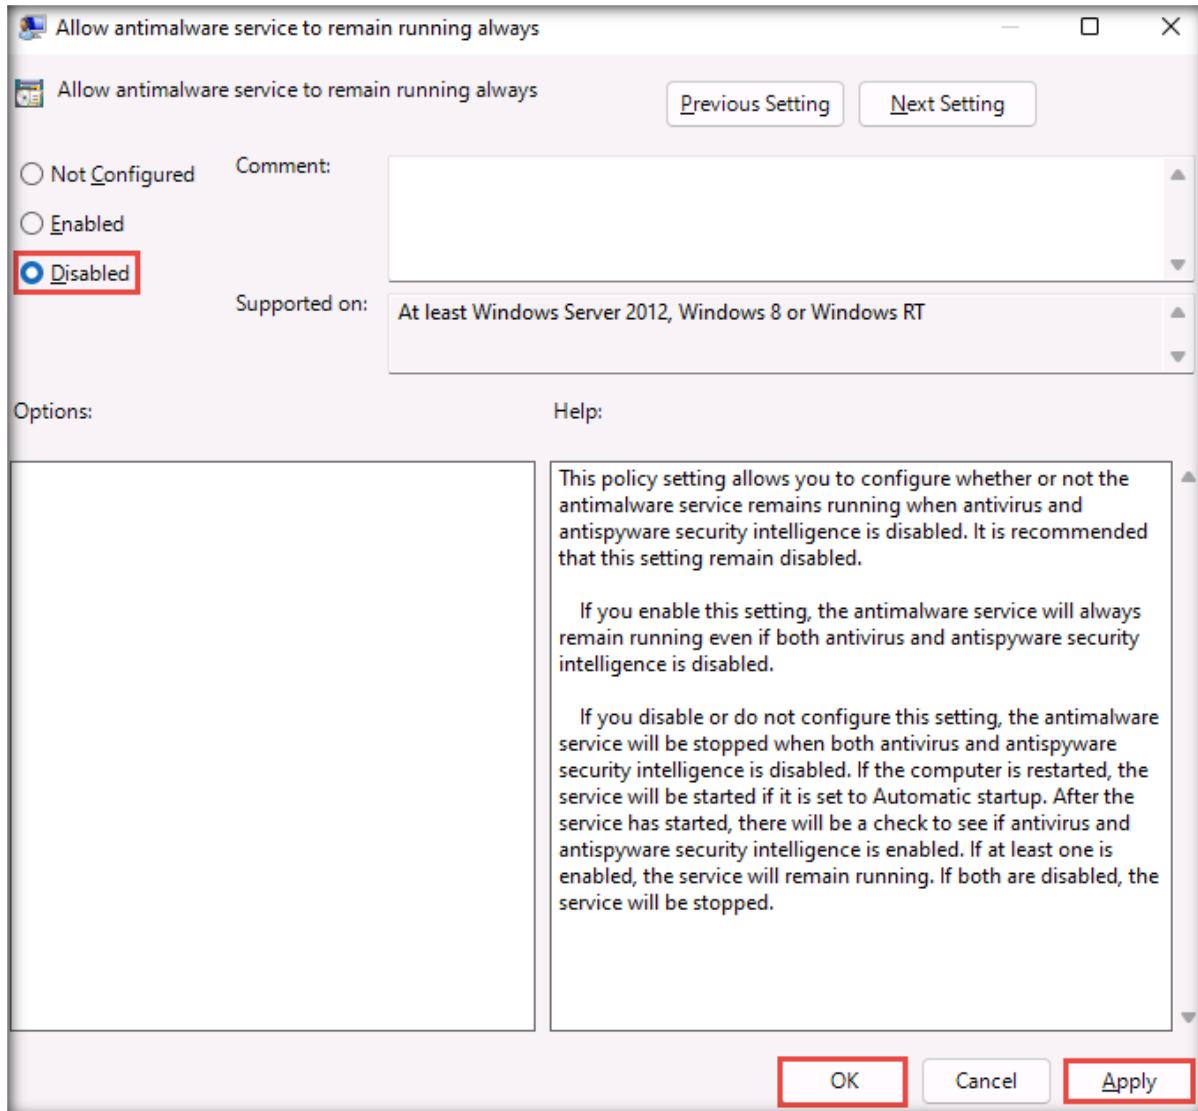 Allow antimalware service to remain running always
Allow antimalware service to remain running always
Previous Setting
Next Setting
Not Configured
Enabled
Disabled
Comment:
Supported on:
At least Windows Server 2012, Windows 8 or Windows RT
Options:
Help:
This policy setting allows you to configure whether or not the
antimalware service remains running when antivirus and
antispyware security intelligence is disabled. It is recommended
that this setting remain disabled.
If you enable this setting, the antimalware service will always
remain running even if both antivirus and antispyware security
intelligence is disabled.
If you disable or do not configure this setting, the antimalware
service will be stopped when both antivirus and antispyware
security intelligence is disabled. If the computer is restarted, the
service will be started if it is set to Automatic startup. After the
service has started, there will be a check to see if antivirus and
antispyware security intelligence is enabled. If at least one is
enabled, the service will remain running. If both are disabled, the
service will be stopped.
OK
Cancel
Apply